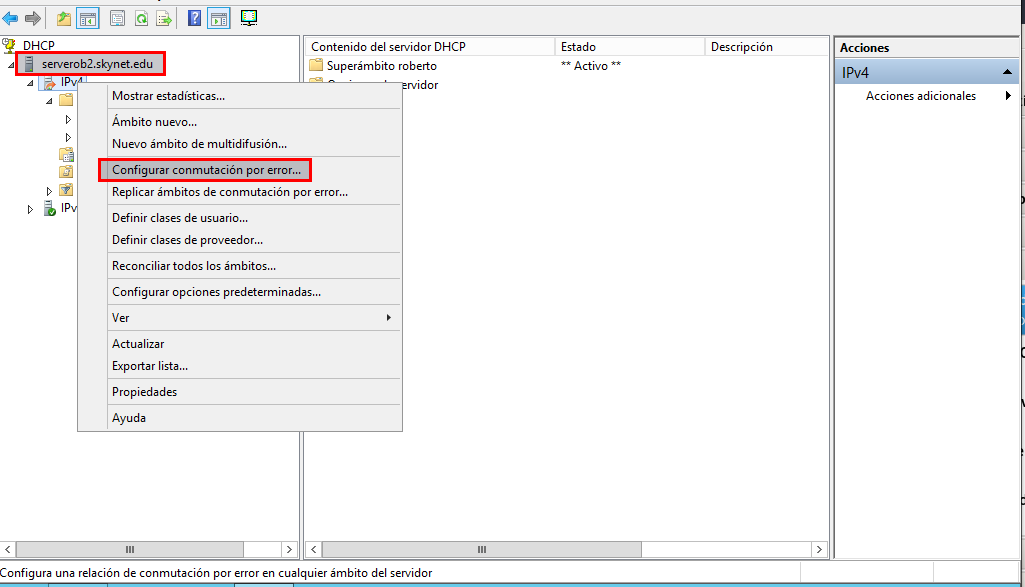 DHCP
serverob2.skynet.edu
IPv4
IPv
Contenido del servidor DHCP
Estado
Descripción
Superámbito roberto
** Activo **
ervidor
Mostrar estadísticas...
Ámbito nuevo...
Nuevo ámbito de multidifusión...
Configurar conmutación por error...
Replicar ámbitos de conmutación por error...
Definir clases de usuario...
Definir clases de proveedor...
Reconciliar todos los ámbitos...
Configurar opciones predeterminadas...
Ver
Actualizar
Exportar lista...
Propiedades
Ayuda
Acciones
IPv4
Acciones adicionales
Configura una relación de conmutación por error en cualquier ámbito del servidor